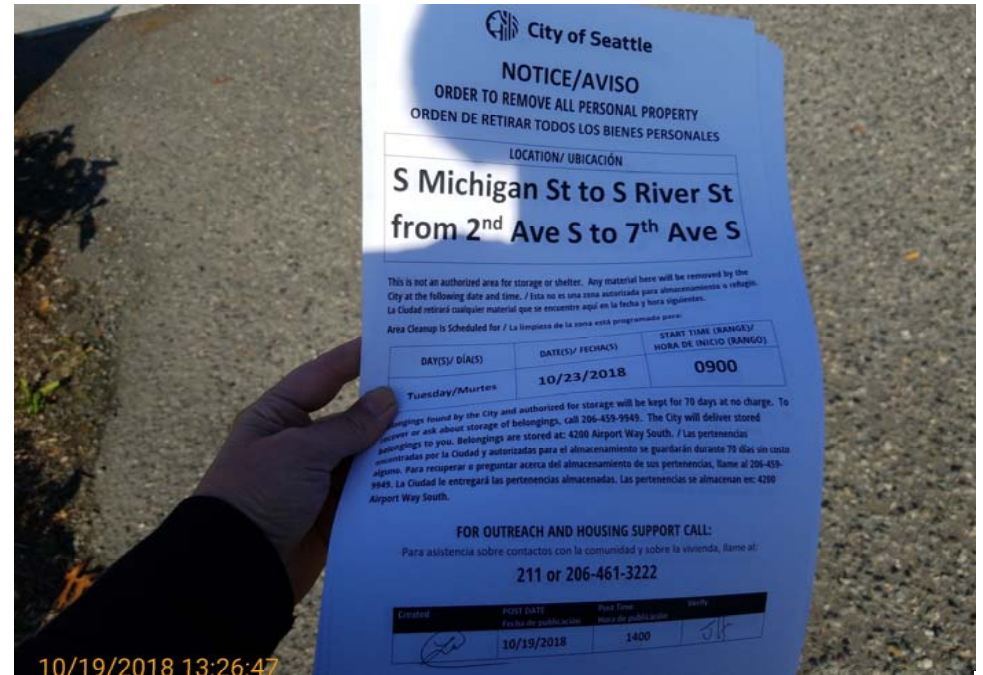 City of Seattle
NOTICE/AVISO
ORDER TO REMOVE ALL PERSONAL PROPERTY
ORDEN DE RETIRAR TODOS LOS BIENES PERSONALES
LOCATION/ UBICACIÓN
S Michigan St to S River St
from 2nd Ave S to 7th Ave S
This is not an authorized area for storage or shelter. Any material here will be removed by the
City at the following date and time. / Esta no es una zona autorizada para almacenamiento o refugio.
La Ciudad retirará cualquier material que se encuentre aquí en la fecha y hora siguientes.
Area Cleanup Is Scheduled for / La limpieza de la zona está programada para:
DAY(S)/ DÍA(S) DATE(S)/ FECHA(S) START TIME (RANGE)/
HORA DE INICIO (RANGO)
Tuesday/Martes 10/23/2018 0900
found by the City and authorized for storage will be kept for 70 days at no charge. To
recover or ask about storage of belongings, call 206-459-9949. The City will deliver stored
belongings to you. Belongings are stored at: 4200 Airport Way South. / Las pertenencias
encontradas por la Ciudad y autorizadas para el almacenamiento se guardarán durante 70 días sin costo
alguno. Para recuperar o preguntar acerca del almacenamiento de sus pertenencias, llame al 206-459-
9949. La Ciudad le entregará las pertenencias almacenadas. Las pertenencias se almacenan en: 4200
Airport Way South.
FOR OUTREACH AND HOUSING SUPPORT CALL:
Para asistencia sobre contactos con la comunidad y sobre la vivienda, llame al:
211 or 206-461-3222
Created POST DATE Post Time Verify
Fecha de publicación Hora de publicación
10/19/2018 1400
10/19/2018 13:26:47